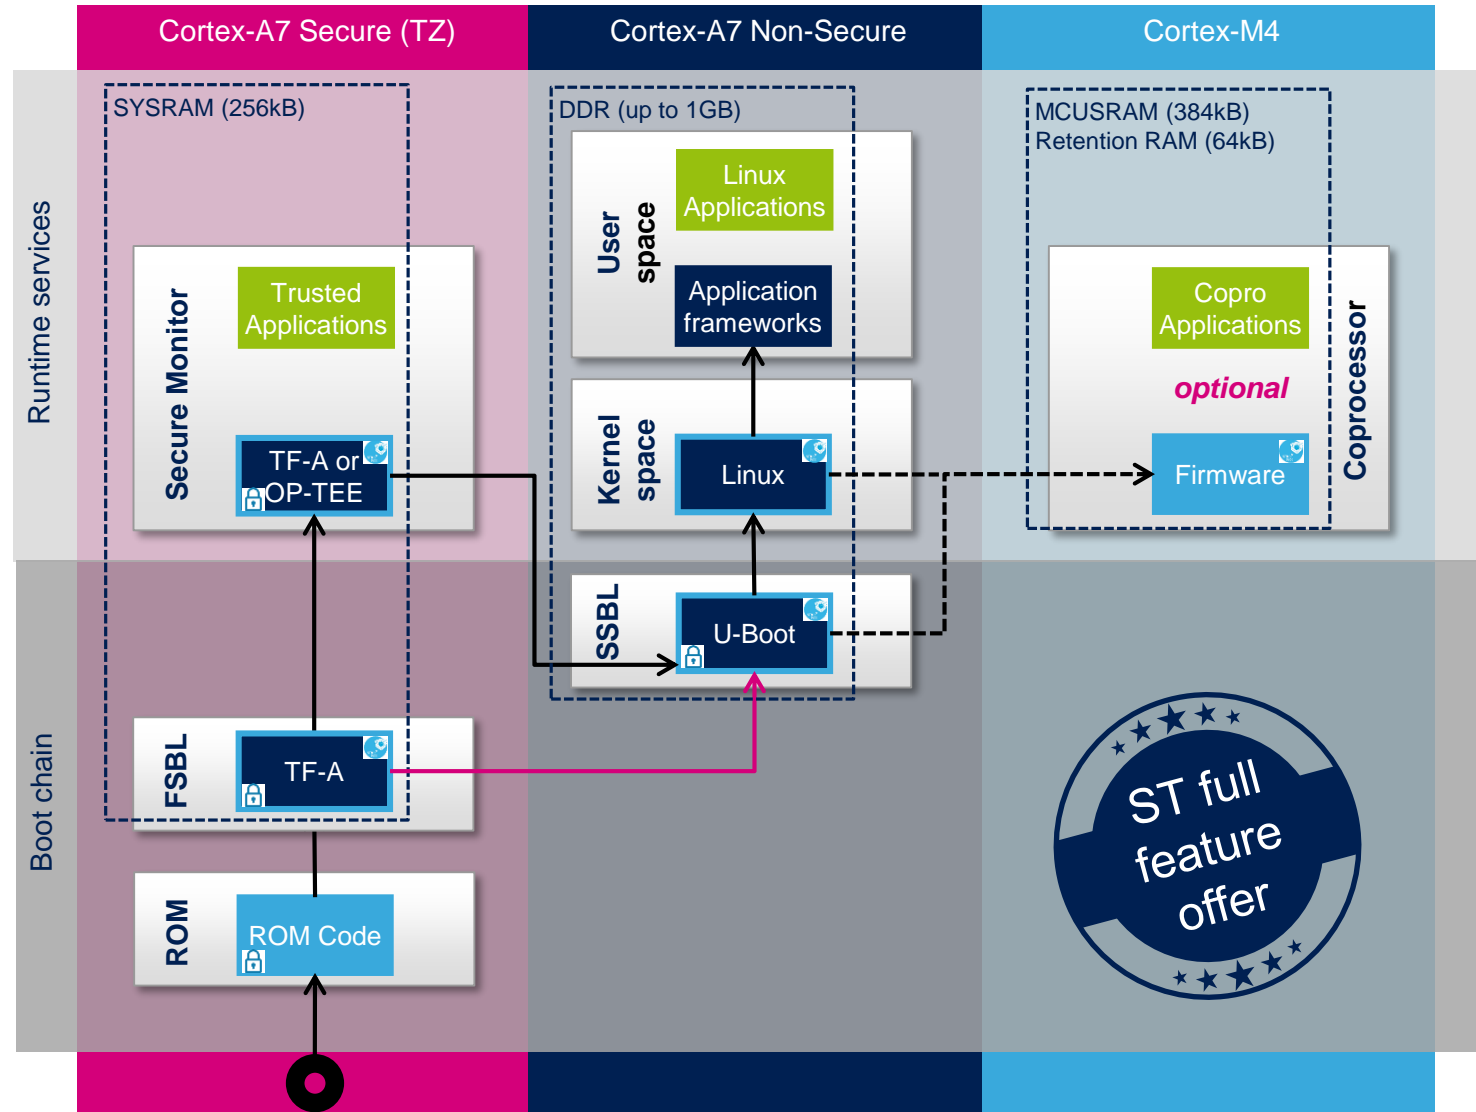 Cortex-A7 Secure (TZ)
Cortex-A7 Non-Secure
Cortex-M4
Runtime services
SYSRAM (256kB)
Secure Monitor
Trusted
Applications
TF-A or
OP-TEE
DDR (up to 1GB)
User
space
Linux
Applications
Application
frameworks
Kernel
space
Linux
MCUSRAM (384kB)
Retention RAM (64kB)
Copro
Applications
optional
Firmware
Coprocessor
Boot chain
SSBL
U-Boot
FSBL
TF-A
ROM
ROM Code
ST full
feature
offer